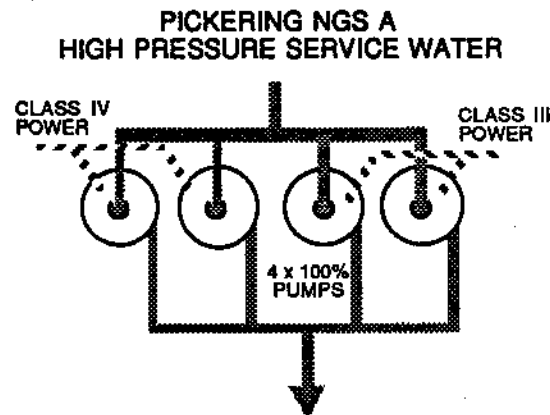 PICKERING NGS A
HIGH PRESSURE SERVICE WATER
CLASS IV
POWER
CLASS III
POWER
4 x 100%
PUMPS